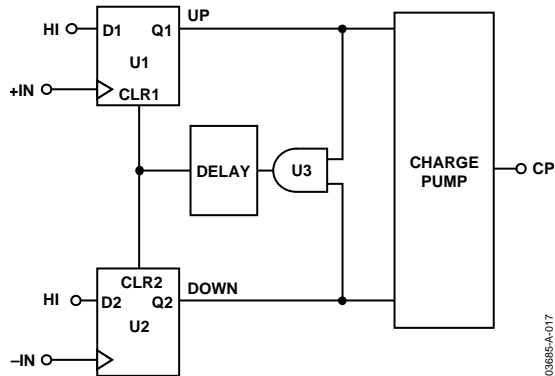 UP
HI D1 Q1
U1
+IN
CLR1
DELAY
U3
CHARGE
PUMP
CP
CLR2
DOWN
HI D2 Q2
U2
–IN
03685-A-017